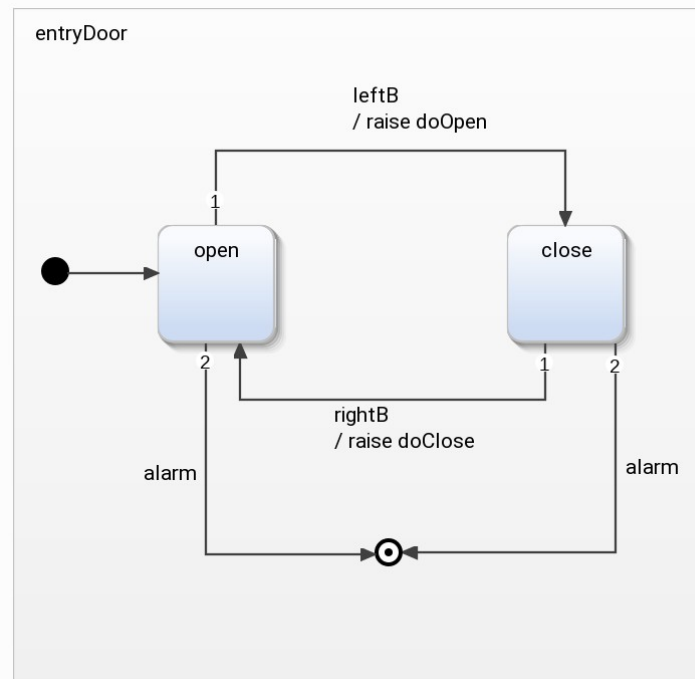 entryDoor
leftB
/ raise doOpen
1
open
close
2
1
2
rightB
/ raise doClose
alarm
alarm